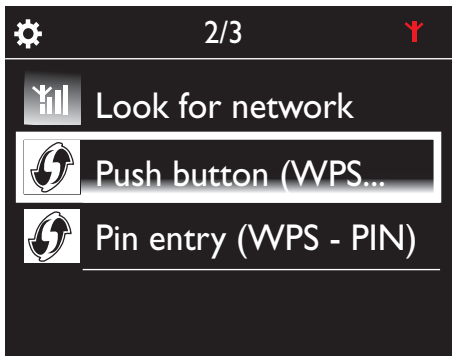 2/3
Look for network
Push button (WPS...
Pin entry (WPS - PIN)